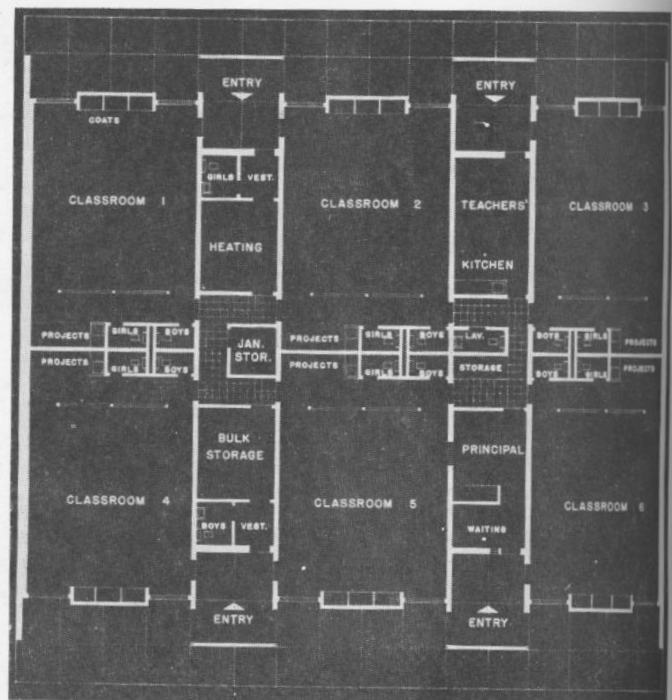 ENTRY
ENTRY
COATS
GIRLS VEST.
CLASSROOM 1
CLASSROOM 2
TEACHERS'
CLASSROOM 3
HEATING
KITCHEN
PROJECTS GIRLS BOYS
JAN. STOR.
PROJECTS GIRLS BOYS
LAV.
BOYS GIRLS PROJECTS
PROJECTS GIRLS BOYS
PROJECTS GIRLS BOYS
STORAGE
BOYS GIRLS PROJECTS
BULK
STORAGE
PRINCIPAL
CLASSROOM 4
CLASSROOM 5
CLASSROOM 6
BOYS VEST.
WAITING
ENTRY
ENTRY